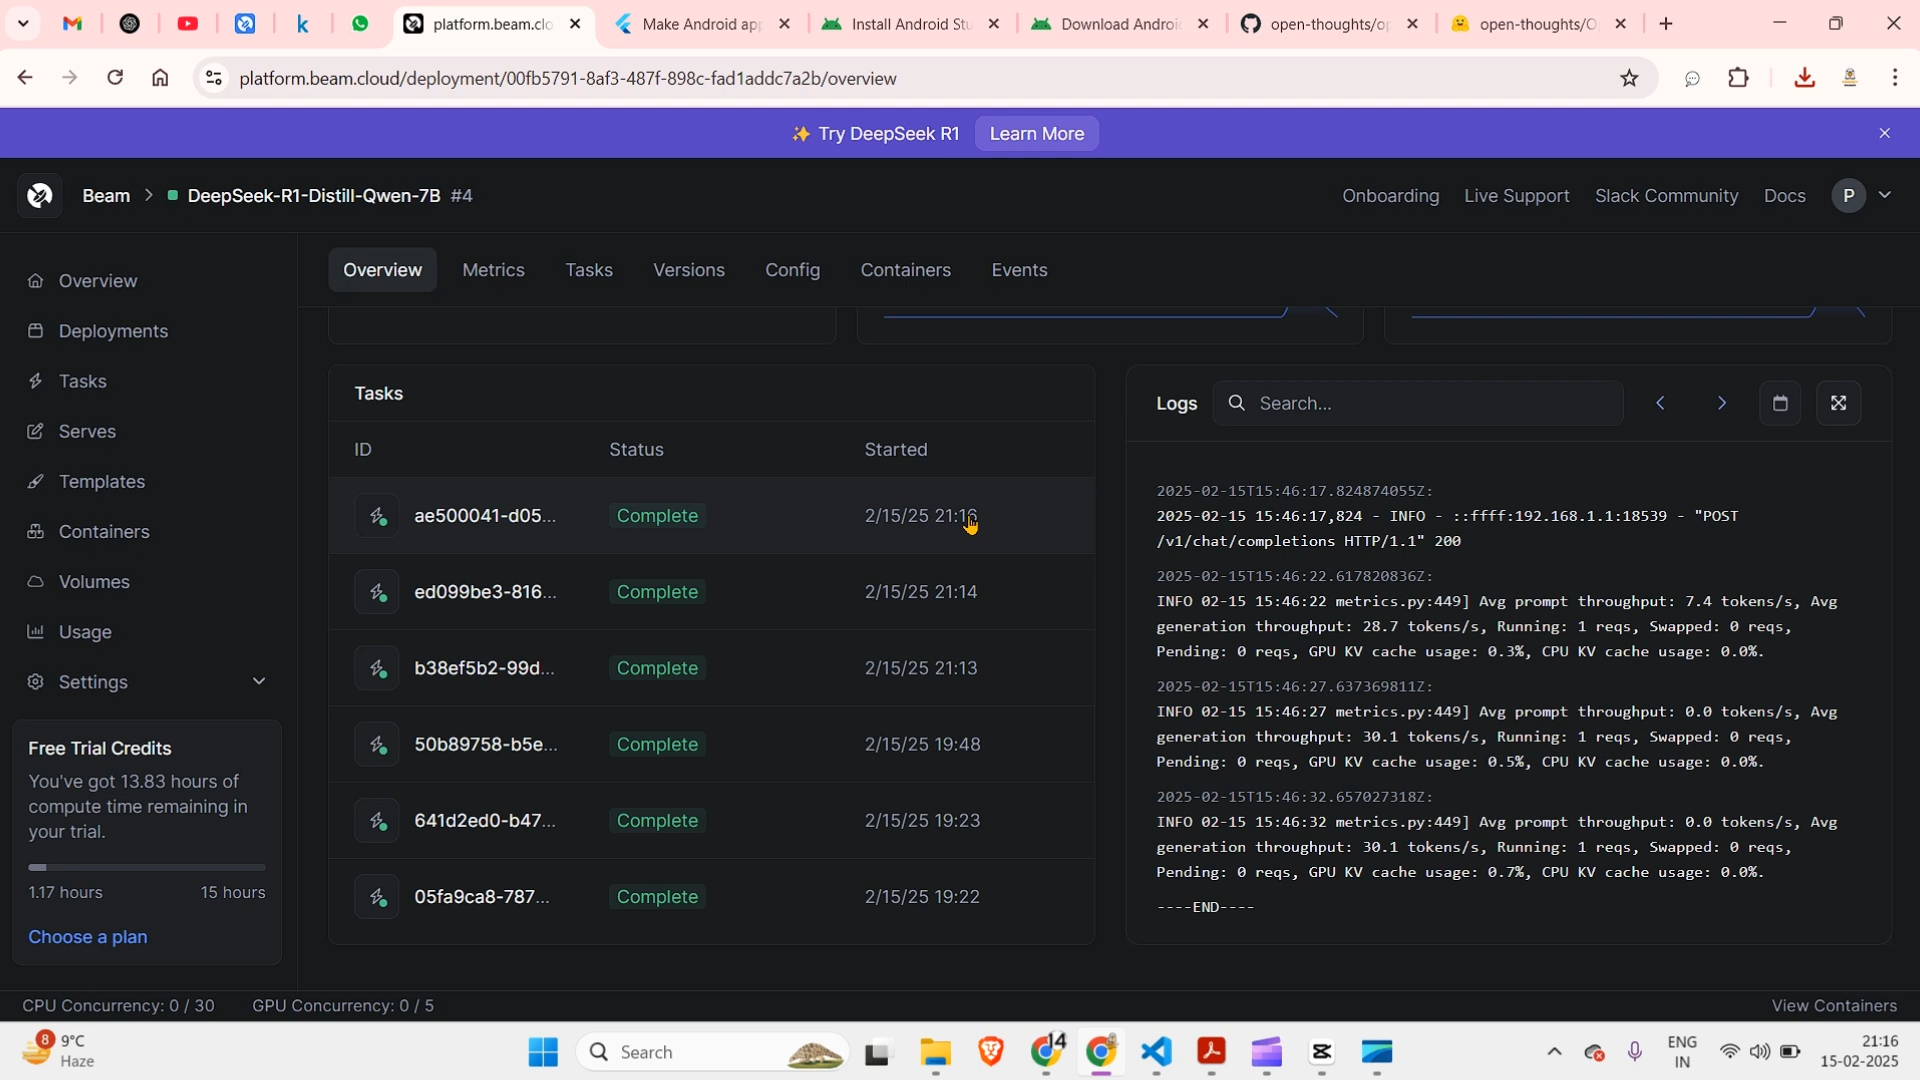 platform.beam.clo
Make Android app
Install Android Stu
Download Androi
open-thoughts/op
open-thoughts/O
platform.beam.cloud/deployment/00fb5791-8af3-487f-898c-fad1addc7a2b/overview
✨ Try DeepSeek R1 Learn More
Beam > DeepSeek-R1-Distill-Qwen-7B #4
Onboarding Live Support Slack Community Docs P
Overview
Deployments
Tasks
Serves
Templates
Containers
Volumes
Usage
Settings
Free Trial Credits
You've got 13.83 hours of
compute time remaining in
your trial.
1.17 hours 15 hours
Choose a plan
Overview Metrics Tasks Versions Config Containers Events
Tasks
ID Status Started
ae500041-d05... Complete 2/15/25 21:16
ed099be3-816... Complete 2/15/25 21:14
b38ef5b2-99d... Complete 2/15/25 21:13
50b89758-b5e... Complete 2/15/25 19:48
641d2ed0-b47... Complete 2/15/25 19:23
05fa9ca8-787... Complete 2/15/25 19:22
Logs Search...
2025-02-15T15:46:17.824874055Z:
2025-02-15 15:46:17,824 - INFO - ::ffff:192.168.1.1:18539 - "POST
/v1/chat/completions HTTP/1.1" 200
2025-02-15T15:46:22.617820836Z:
INFO 02-15 15:46:22 metrics.py:449] Avg prompt throughput: 7.4 tokens/s, Avg
generation throughput: 28.7 tokens/s, Running: 1 reqs, Swapped: 0 reqs,
Pending: 0 reqs, GPU KV cache usage: 0.3%, CPU KV cache usage: 0.0%.
2025-02-15T15:46:27.637369811Z:
INFO 02-15 15:46:27 metrics.py:449] Avg prompt throughput: 0.0 tokens/s, Avg
generation throughput: 30.1 tokens/s, Running: 1 reqs, Swapped: 0 reqs,
Pending: 0 reqs, GPU KV cache usage: 0.5%, CPU KV cache usage: 0.0%.
2025-02-15T15:46:32.657027318Z:
INFO 02-15 15:46:32 metrics.py:449] Avg prompt throughput: 0.0 tokens/s, Avg
generation throughput: 30.1 tokens/s, Running: 1 reqs, Swapped: 0 reqs,
Pending: 0 reqs, GPU KV cache usage: 0.7%, CPU KV cache usage: 0.0%.
----END----
CPU Concurrency: 0 / 30 GPU Concurrency: 0 / 5
View Containers
8
9°C
Haze
Search
14
ENG
IN
21:16
15-02-2025